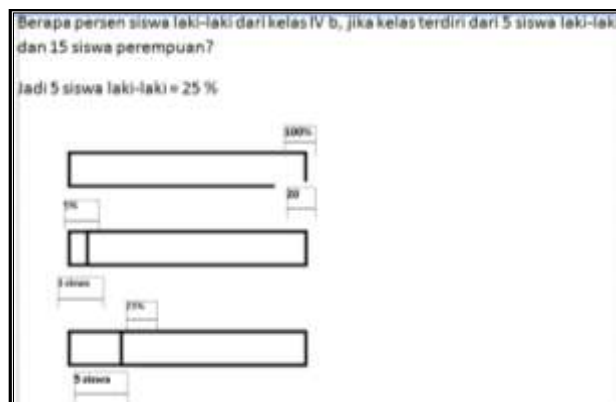 Berapa persen siswa laki-laki dari kelas IV b, jika kelas terdiri dari 5 siswa laki-lak
dan 15 siswa perempuan?
Jadi 5 siswa laki-laki = 25 %
100%
20
5%
1 siswa
25%
5 siswa